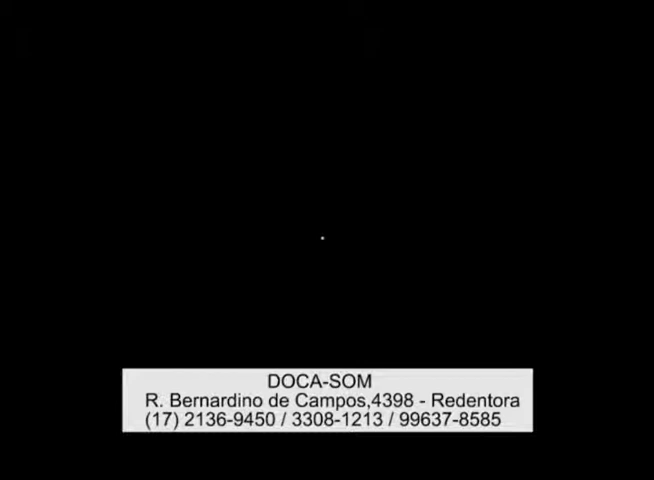 DOCA-SOM
R. Bernardino de Campos,4398 - Redentora
(17) 2136-9450 / 3308-1213 / 99637-8585